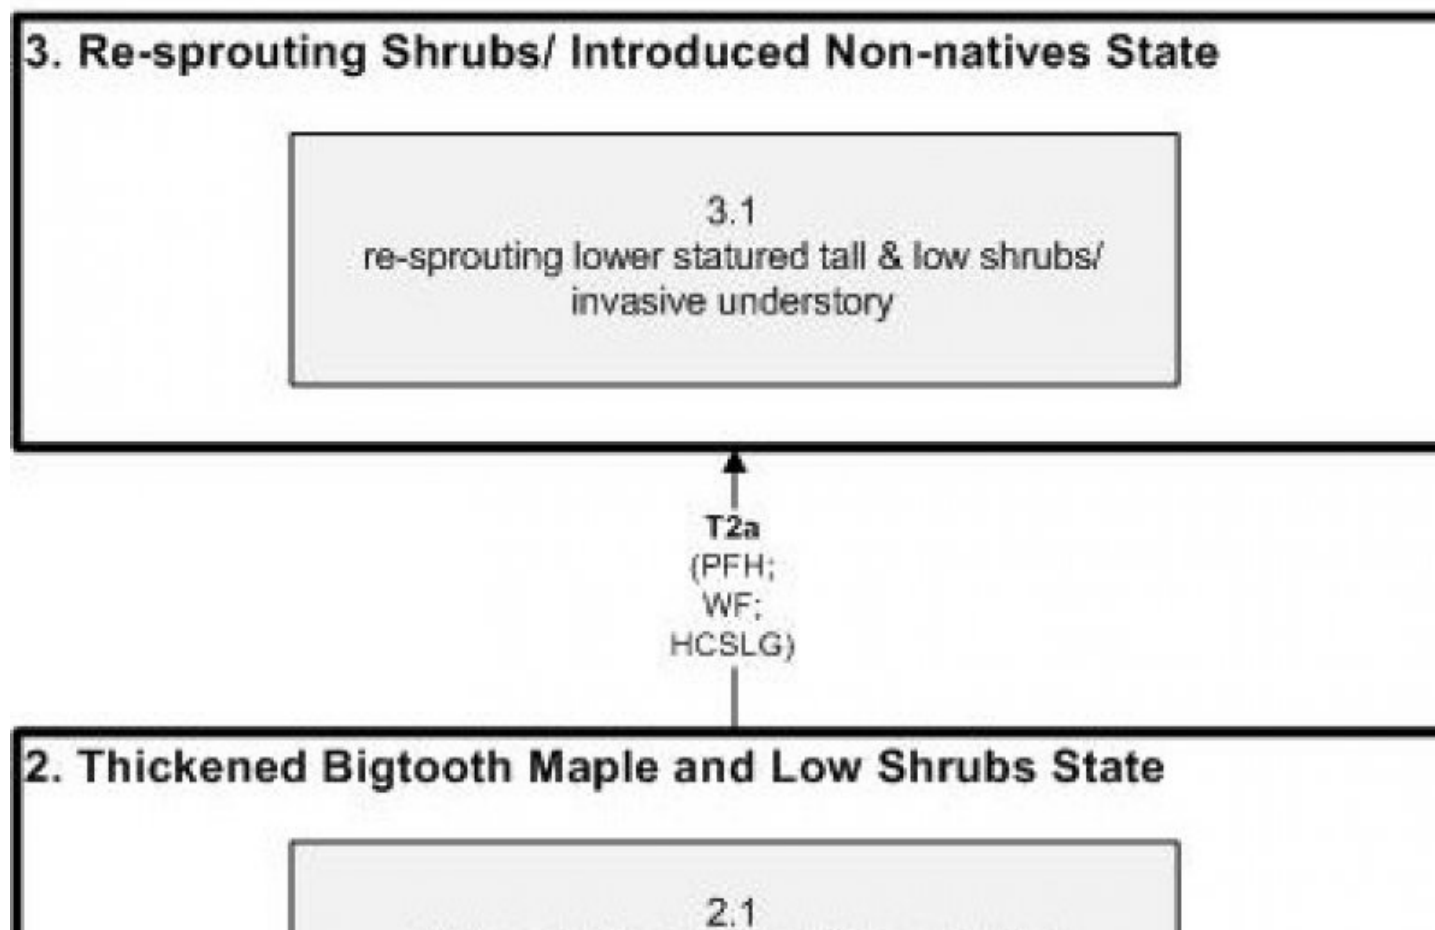 3. Re-sprouting Shrubs/ Introduced Non-natives State
3.1
re-sprouting lower statured tall & low shrubs/
invasive understory
T2a
(PFH;
WF;
HCSLG)
2. Thickened Bigtooth Maple and Low Shrubs State
2.1